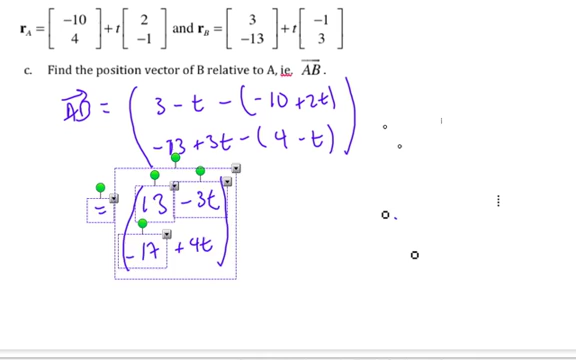 r_A = [ -10 4 ] + t [ 2 -1 ] and r_B = [ 3 -13 ] + t [ -1 3 ]
c. Find the position vector of B relative to A, ie. AB.
AB = ( 3 - t - (-10 + 2t)
-13 + 3t - (4 - t) )
= ( 13 - 3t
-17 + 4t )